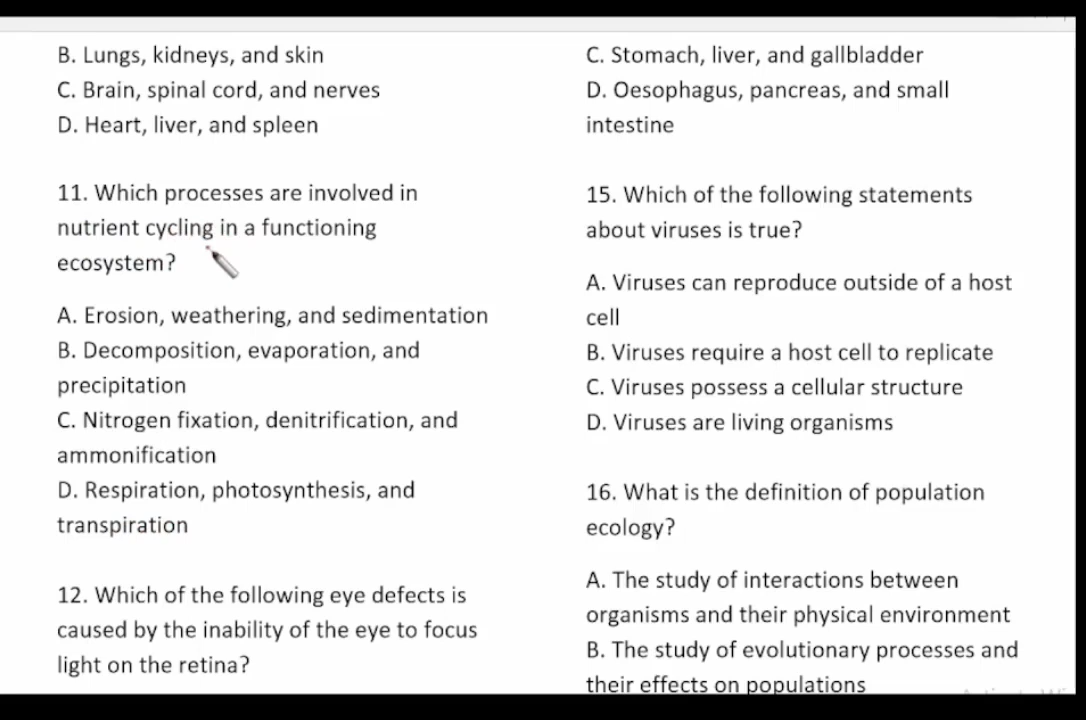 B. Lungs, kidneys, and skin
C. Brain, spinal cord, and nerves
D. Heart, liver, and spleen
11. Which processes are involved in
nutrient cycling in a functioning
ecosystem?
A. Erosion, weathering, and sedimentation
B. Decomposition, evaporation, and
precipitation
C. Nitrogen fixation, denitrification, and
ammonification
D. Respiration, photosynthesis, and
transpiration
12. Which of the following eye defects is
caused by the inability of the eye to focus
light on the retina?
C. Stomach, liver, and gallbladder
D. Oesophagus, pancreas, and small
intestine
15. Which of the following statements
about viruses is true?
A. Viruses can reproduce outside of a host
cell
B. Viruses require a host cell to replicate
C. Viruses possess a cellular structure
D. Viruses are living organisms
16. What is the definition of population
ecology?
A. The study of interactions between
organisms and their physical environment
B. The study of evolutionary processes and
their effects on populations